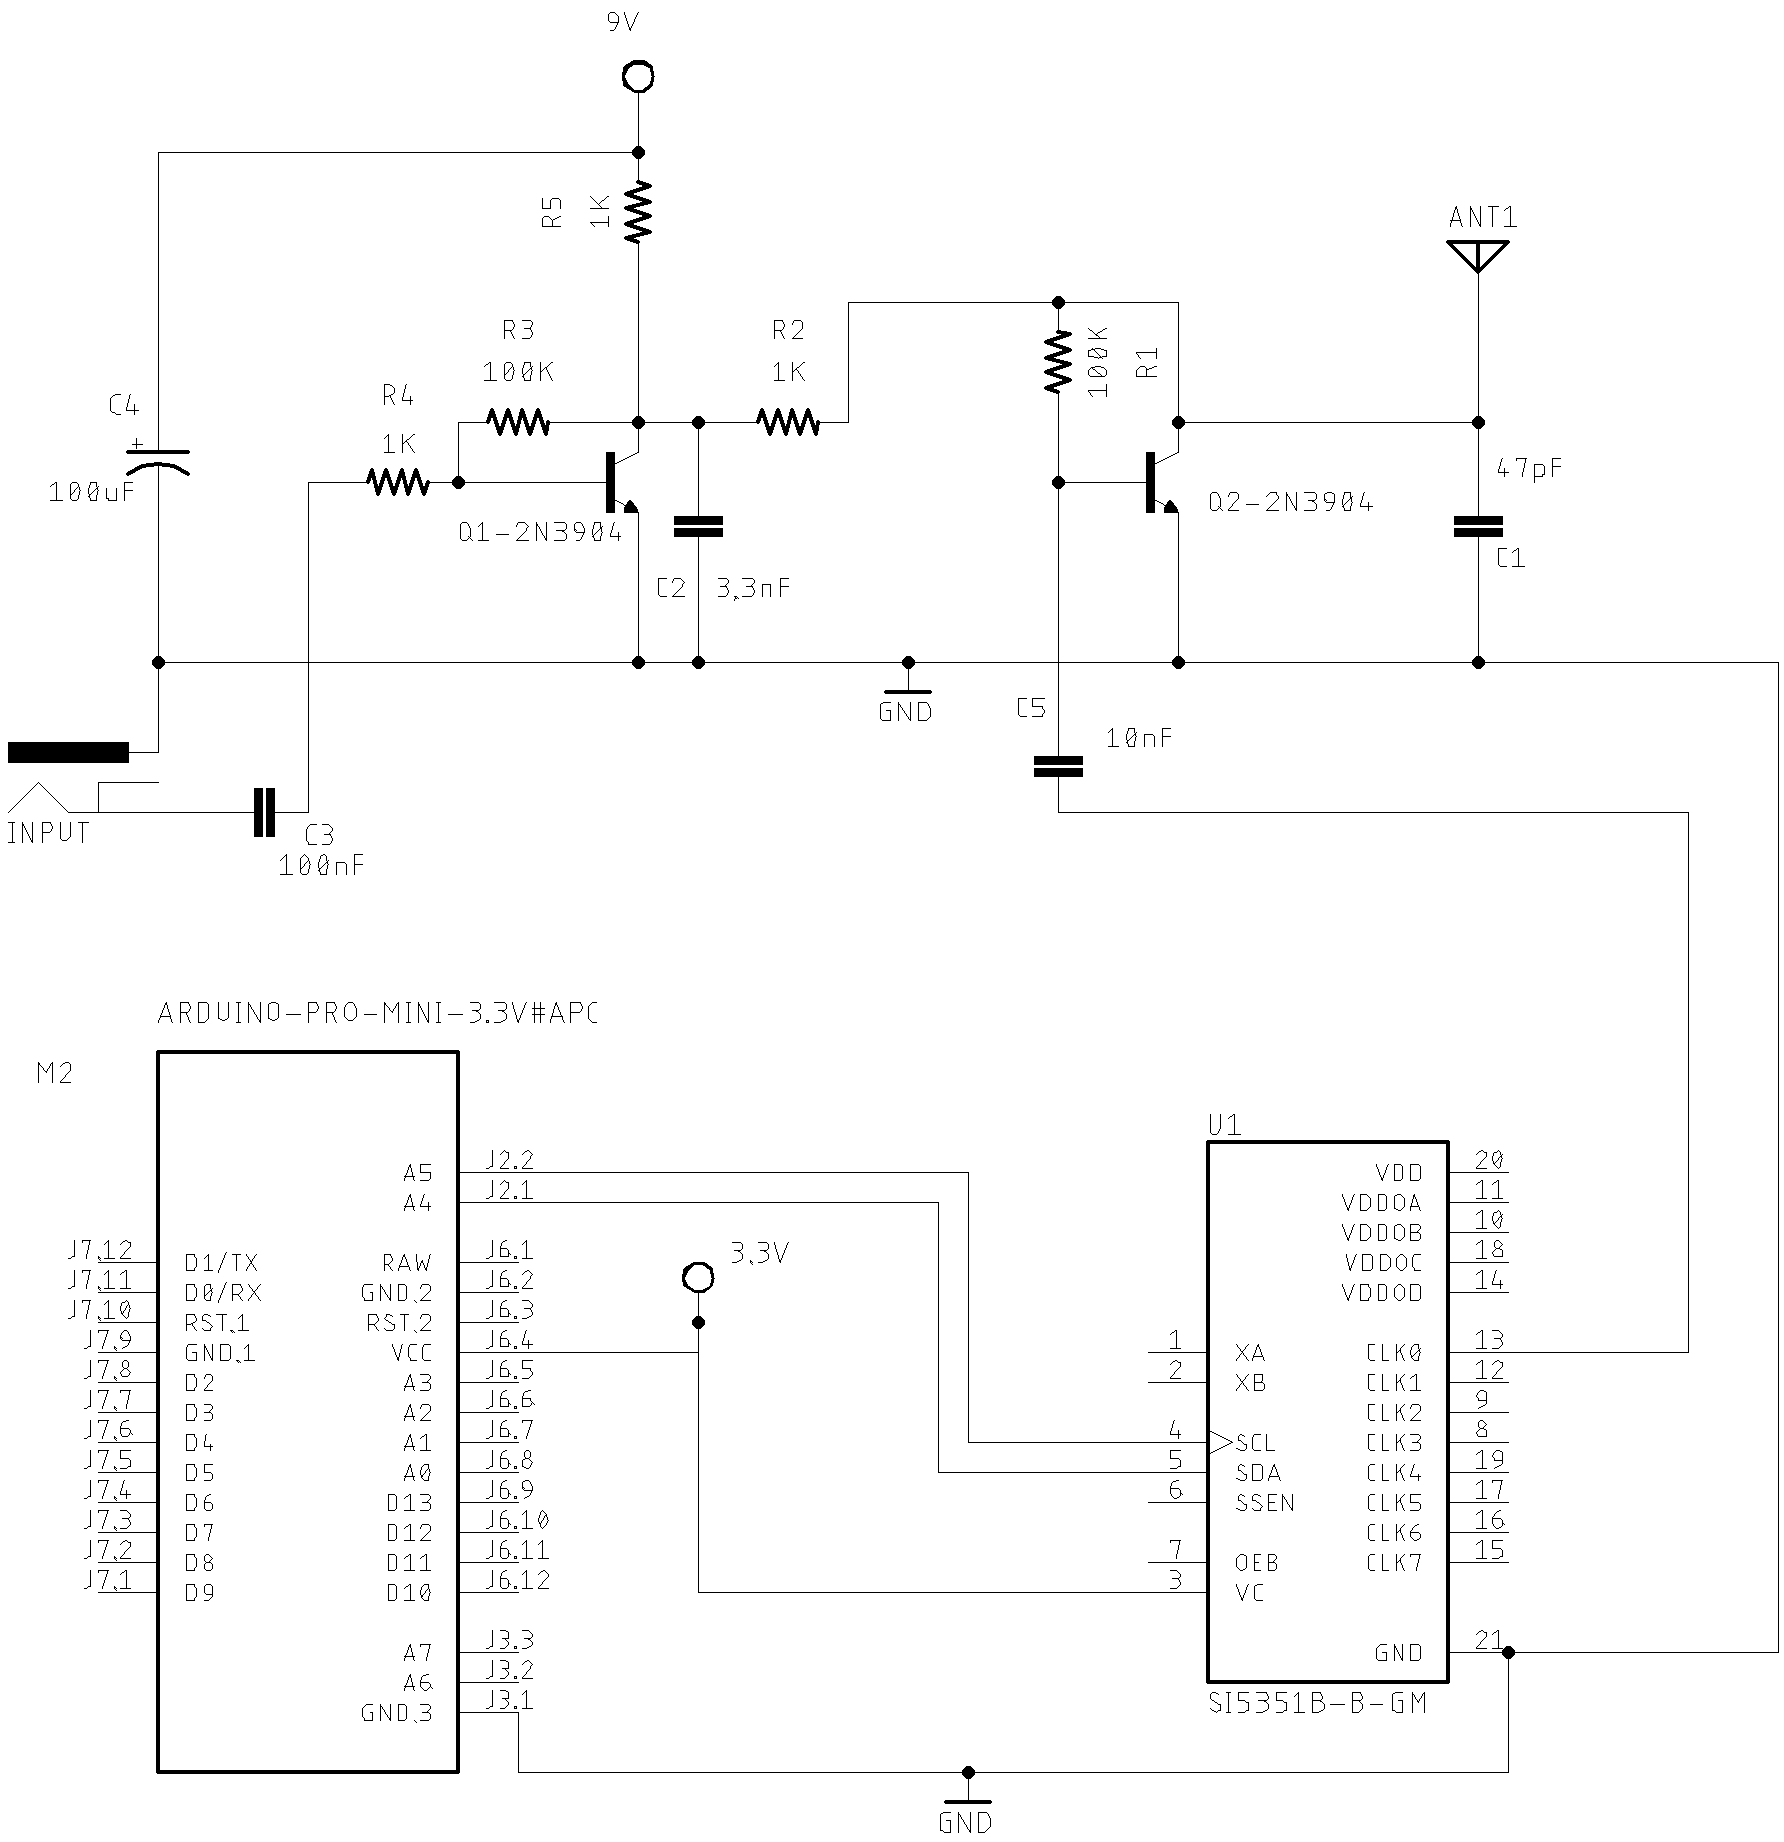 9V
R5
1K
ANT1
R3
100K
R2
1K
100K
R1
C4
+
100uF
R4
1K
Q1-2N3904
C2
3.3nF
Q2-2N3904
47pF
C1
GND
C5
10nF
INPUT
C3
100nF
ARDUINO-PRO-MINI-3.3V#APC
M2
A5 J2.2
A4 J2.1
J7.12 D1/TX RAW J6.1
J7.11 D0/RX GND.2 J6.2
J7.10 RST.1 RST.2 J6.3
J7.9 GND.1 VCC J6.4
J7.8 D2 A3 J6.5
J7.7 D3 A2 J6.6
J7.6 D4 A1 J6.7
J7.5 D5 A0 J6.8
J7.4 D6 D13 J6.9
J7.3 D7 D12 J6.10
J7.2 D8 D11 J6.11
J7.1 D9 D10 J6.12
A7 J3.3
A6 J3.2
GND.3 J3.1
3.3V
U1
VDD 20
VDDOA 11
VDDOB 10
VDDOC 18
VDDOD 14
1 XA CLK0 13
2 XB CLK1 12
CLK2 9
4 SCL CLK3 8
5 SDA CLK4 19
6 SSEN CLK5 17
CLK6 16
7 OEB CLK7 15
3 VC
GND 21
SI5351B-B-GM
GND